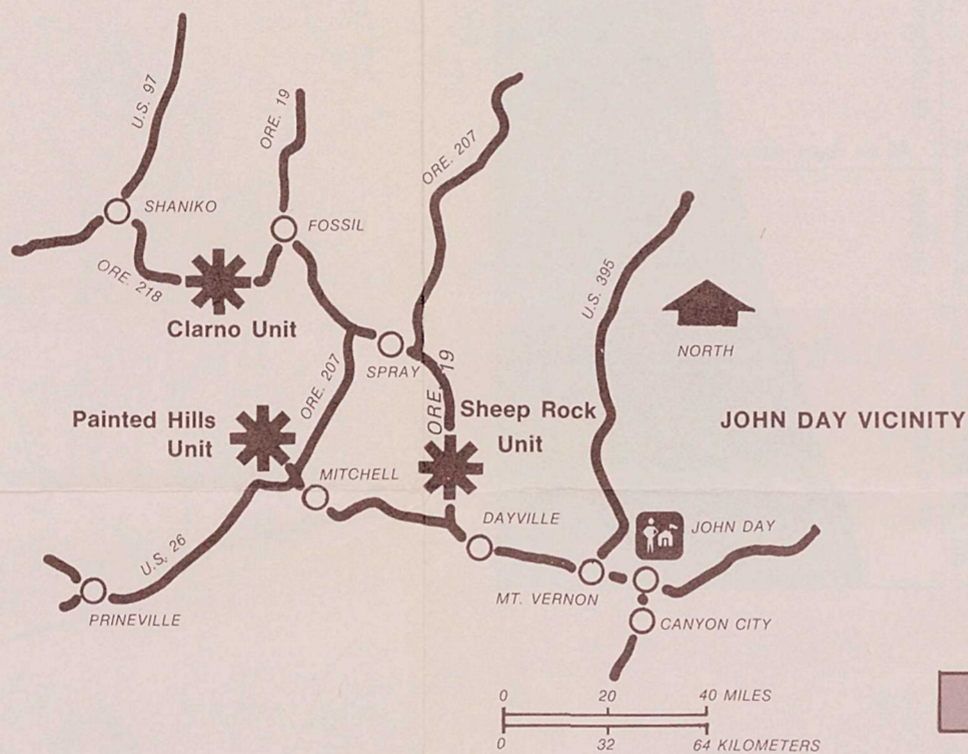 U.S. 97
ORE. 19
ORE. 207
SHANIKO
FOSSIL
ORE. 218
Clarno Unit
U.S. 395
NORTH
SPRAY
ORE. 207
ORE. 19
Painted Hills
Unit
Sheep Rock
Unit
JOHN DAY VICINITY
MITCHELL
DAYVILLE
JOHN DAY
U.S. 26
MT. VERNON
PRINEVILLE
CANYON CITY
0 20 40 MILES
0 32 64 KILOMETERS